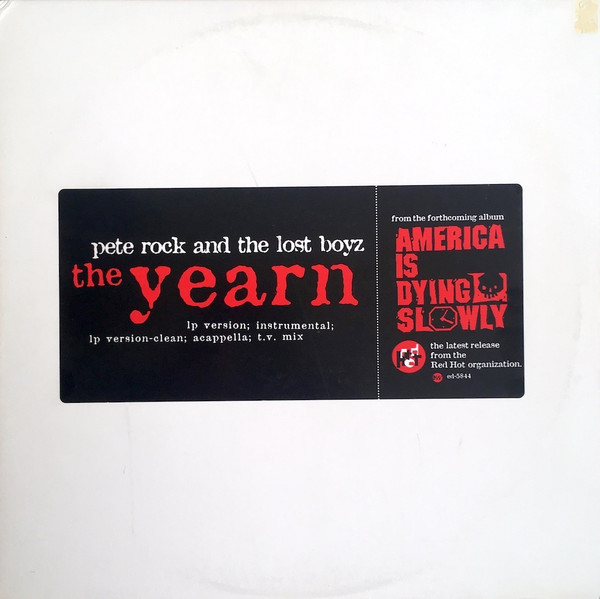 pete rock and the lost boyz
the yearn
lp version; instrumental;
lp version-clean; acappella; t.v. mix
from the forthcoming album
AMERICA
IS
DYING
SLOWLY
the latest release
from the
Red Hot organization.
ed-5844